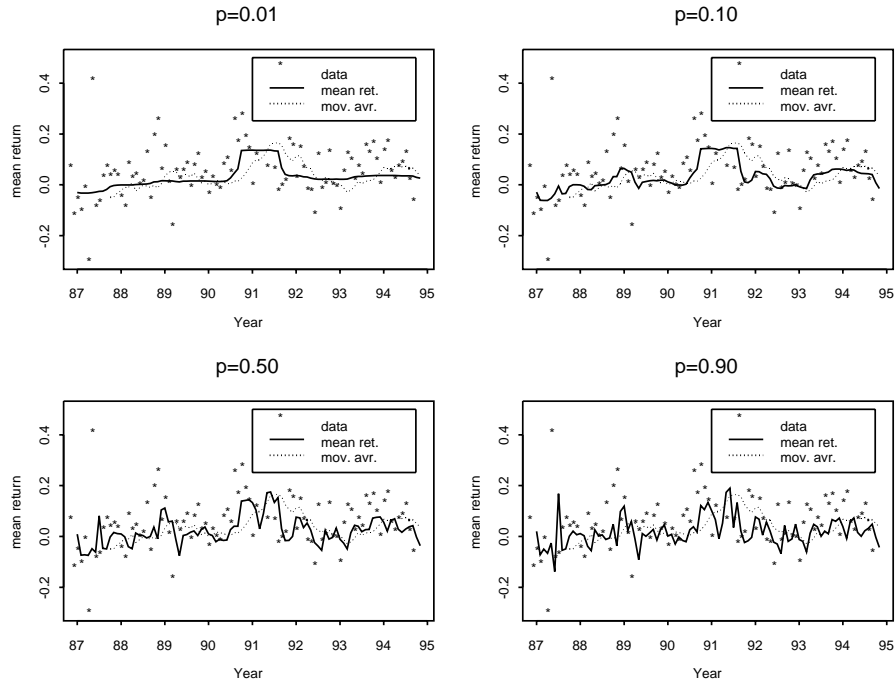 p=0.01
0.4
0.2
0.0
-0.2
mean return
data
mean ret.
mov. avr.
87 88 89 90 91 92 93 94 95
Year
p=0.10
0.4
0.2
0.0
-0.2
mean return
data
mean ret.
mov. avr.
87 88 89 90 91 92 93 94 95
Year
p=0.50
0.4
0.2
0.0
-0.2
mean return
data
mean ret.
mov. avr.
87 88 89 90 91 92 93 94 95
Year
p=0.90
0.4
0.2
0.0
-0.2
mean return
data
mean ret.
mov. avr.
87 88 89 90 91 92 93 94 95
Year